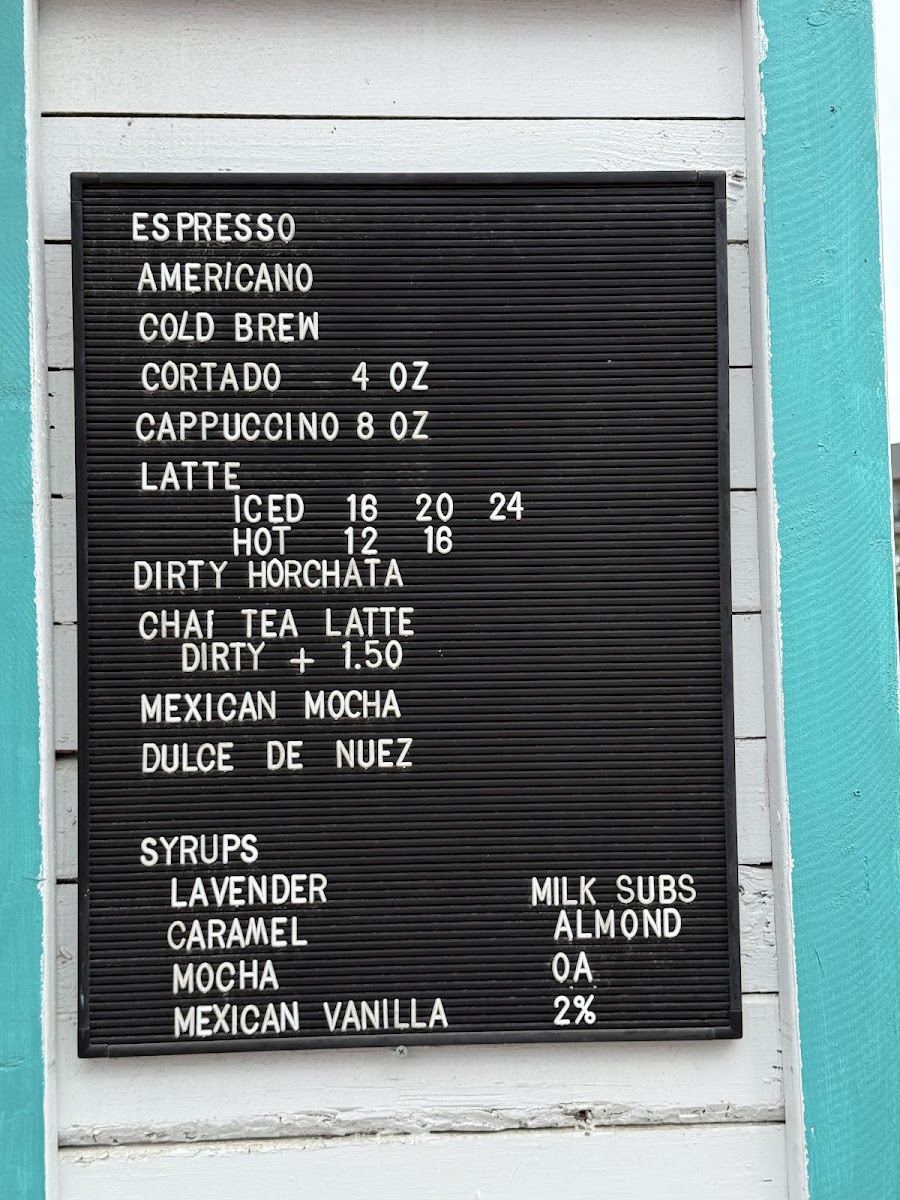 ESPRESSO
AMERICANO
COLD BREW
CORTADO 4 OZ
CAPPUCCINO 8 OZ
LATTE
ICED 16 20 24
HOT 12 16
DIRTY HORCHATA
CHAI TEA LATTE
DIRTY + 1.50
MEXICAN MOCHA
DULCE DE NUEZ
SYRUPS
LAVENDER
CARAMEL
MOCHA
MEXICAN VANILLA
MILK SUBS
ALMOND
OA
2%